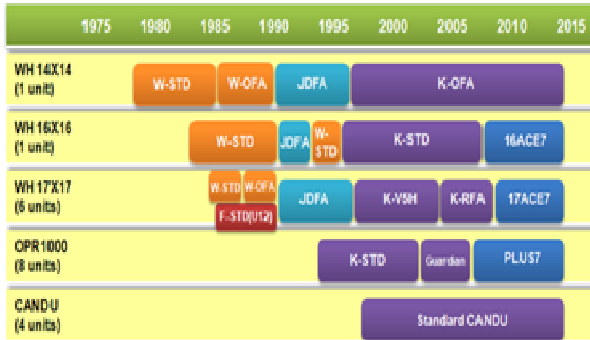 1975 1980 1985 1990 1995 2000 2005 2010 2015
WH 14X14
(1 unit)
W-STD W-OFA JDFA K-OFA
WH 16X16
(1 unit)
W-STD JDFA W-
STD K-STD 16ACE7
WH 17X17
(6 units)
W-STD W-OFA JDFA K-V5H K-RFA 17ACE7
F-STD(U12)
OPR1000
(8 units)
K-STD Guardian PLUS7
CANDU
(4 units)
Standard CANDU